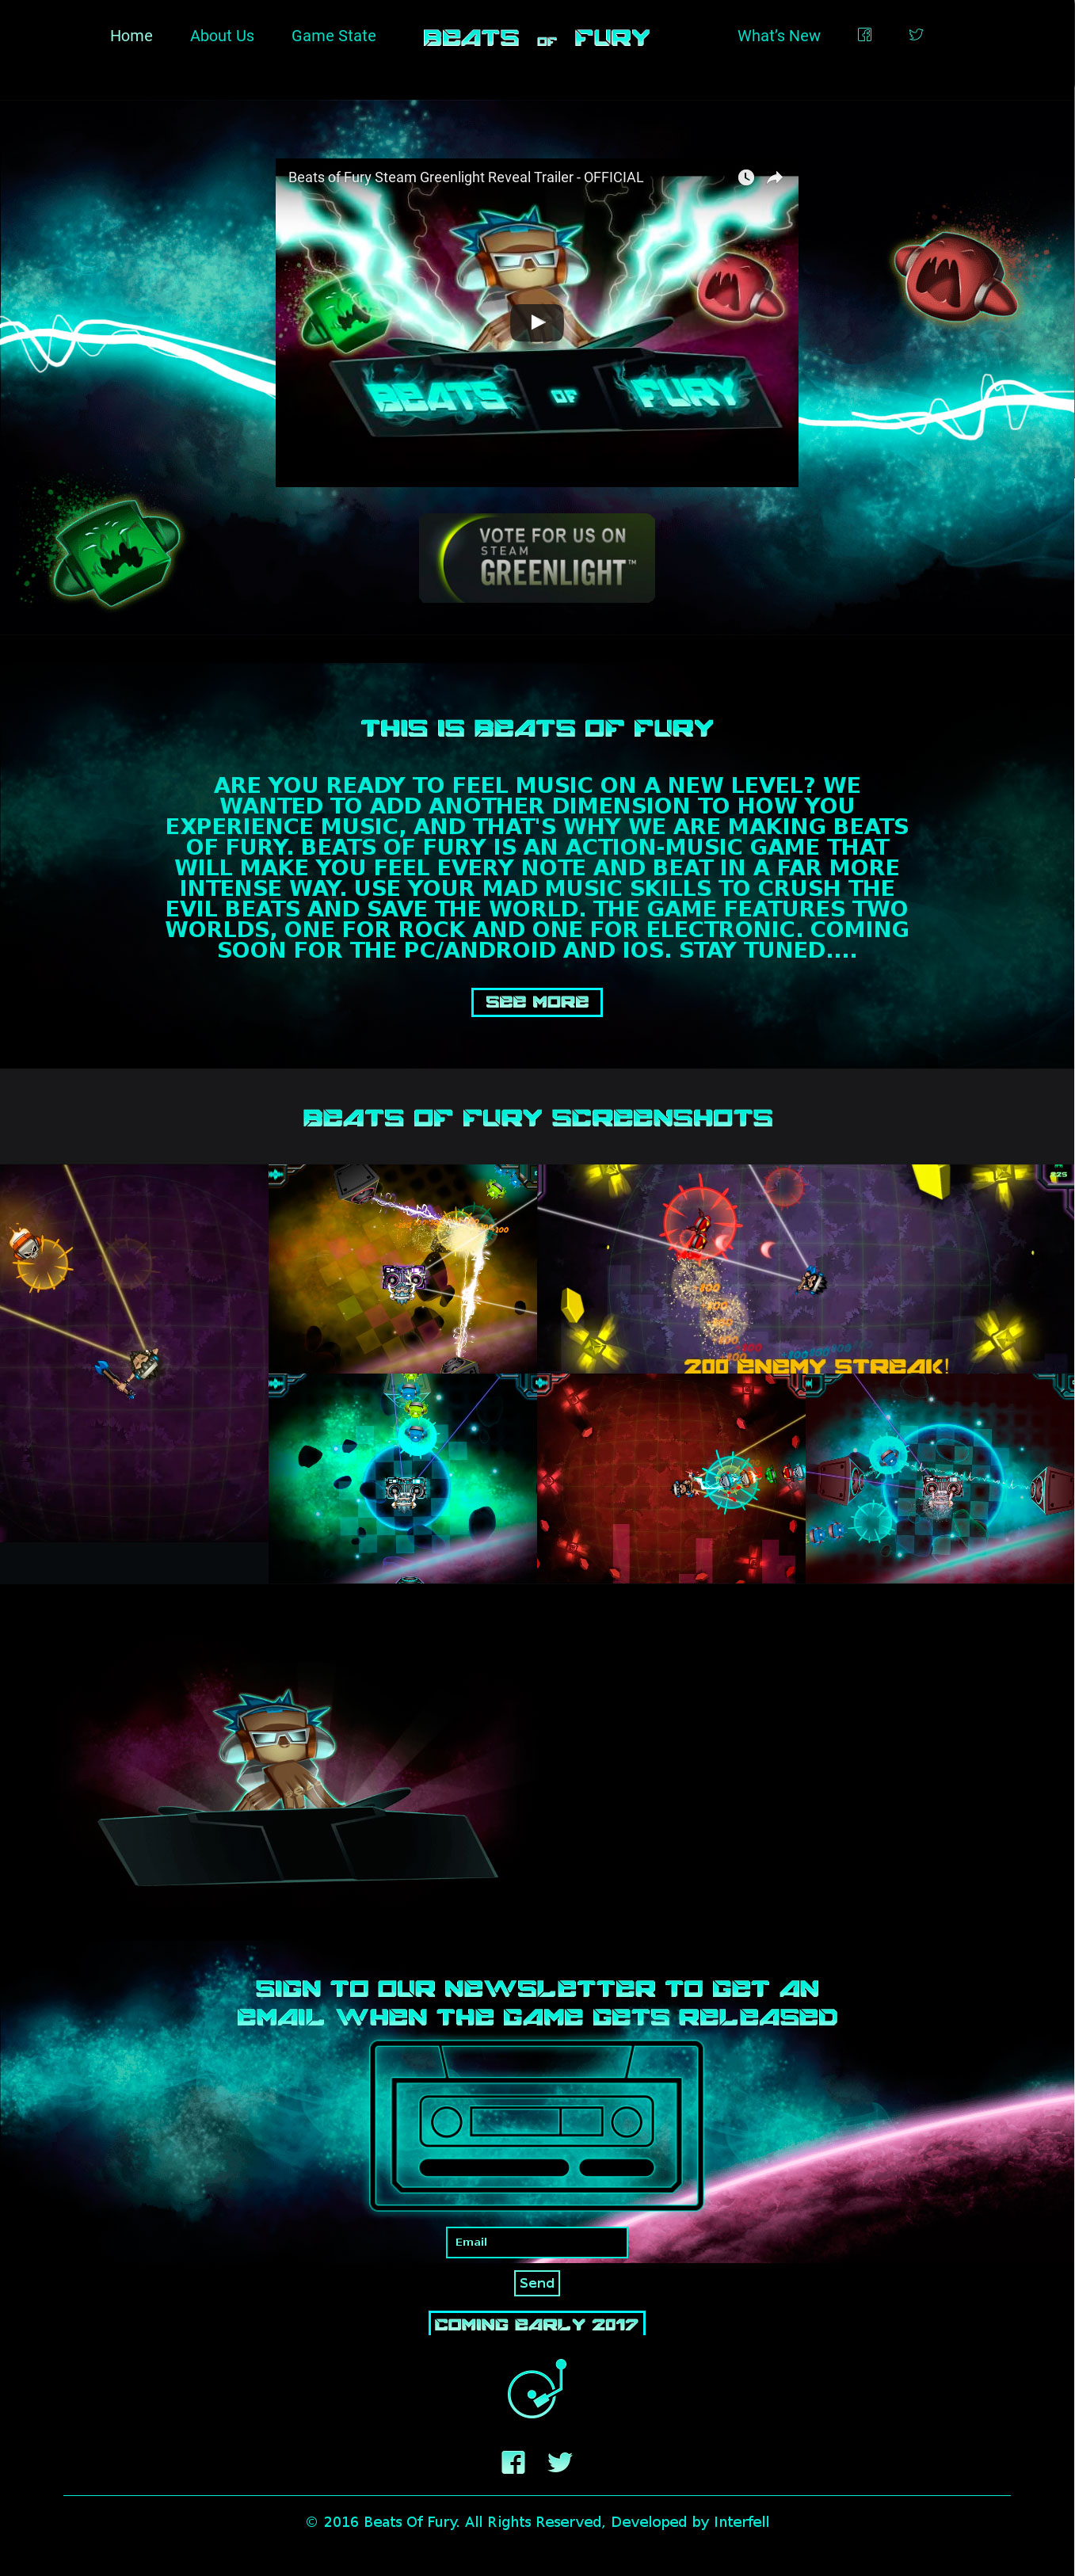 Home About Us Game State BEATS OF FURY What's New
Beats of Fury Steam Greenlight Reveal Trailer - OFFICIAL
BEATS OF FURY
VOTE FOR US ON
STEAM
GREENLIGHT™
THIS IS BEATS OF FURY
ARE YOU READY TO FEEL MUSIC ON A NEW LEVEL? WE
WANTED TO ADD ANOTHER DIMENSION TO HOW YOU
EXPERIENCE MUSIC, AND THAT'S WHY WE ARE MAKING BEATS
OF FURY. BEATS OF FURY IS AN ACTION-MUSIC GAME THAT
WILL MAKE YOU FEEL EVERY NOTE AND BEAT IN A FAR MORE
INTENSE WAY. USE YOUR MAD MUSIC SKILLS TO CRUSH THE
EVIL BEATS AND SAVE THE WORLD. THE GAME FEATURES TWO
WORLDS, ONE FOR ROCK AND ONE FOR ELECTRONIC. COMING
SOON FOR THE PC/ANDROID AND IOS. STAY TUNED....
SEE MORE
BEATS OF FURY SCREENSHOTS
200 ENEMY STREAK!
SIGN TO OUR NEWSLETTER TO GET AN
EMAIL WHEN THE GAME GETS RELEASED
Email
Send
COMING EARLY 2017
© 2016 Beats Of Fury. All Rights Reserved, Developed by Interfell